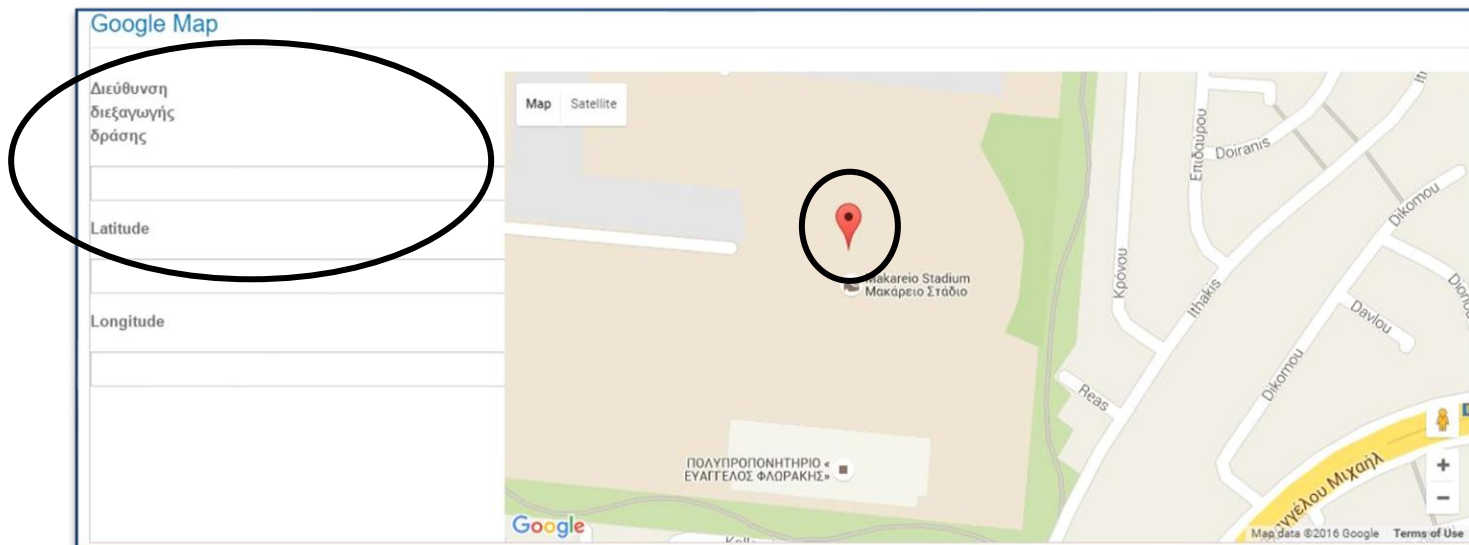 Google Map
Διεύθυνση
διεξαγωγής
δράσης
Latitude
Longitude
Map Satellite
Επιδαύρου
Doiranis
Dikomou
Κρόνου
Ithakis
Makareio Stadium
Μακάρειο Στάδιο
Davlou
Dikomou
Reas
ΠΟΛΥΠΡΟΠΟΝΗΤΗΡΙΟ «
ΕΥΑΓΓΕΛΟΣ ΦΛΩΡΑΚΗΣ»
Μιχαήλ
Google
Map data ©2016 Google Terms of Use